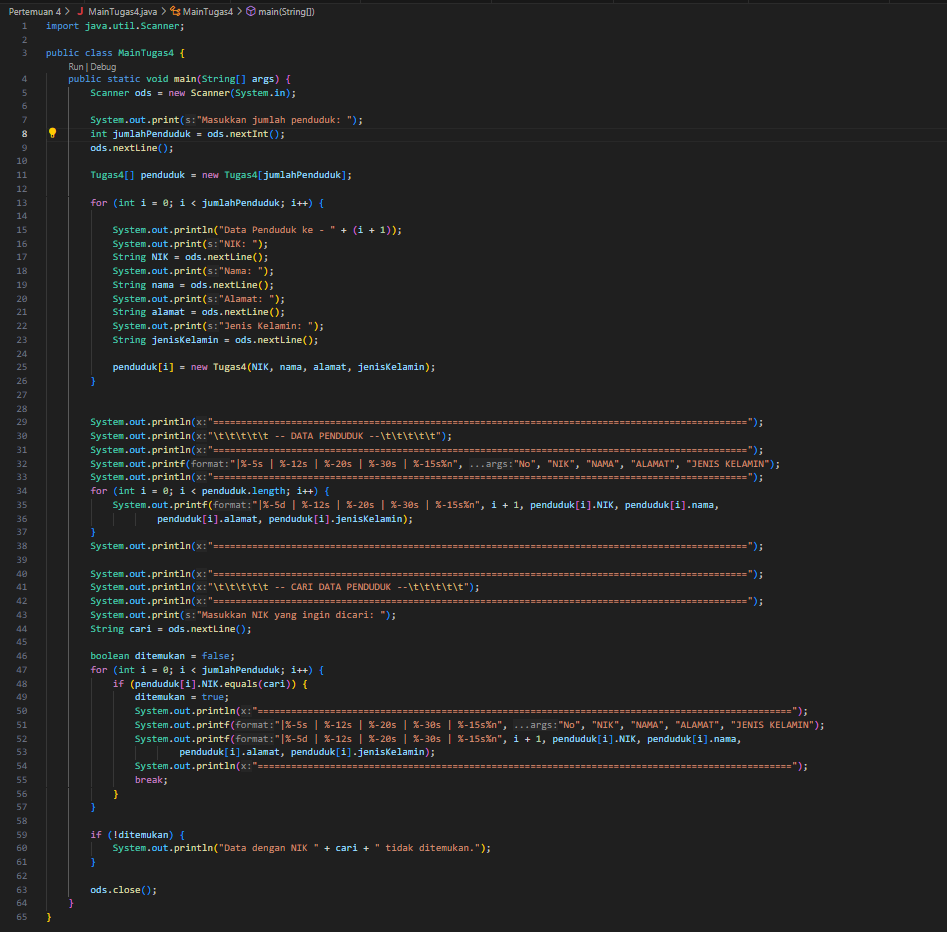 Pertemuan 4 > J MainTugas4.java > MainTugas4 > main(String[])
1 import java.util.Scanner;
2
3 public class MainTugas4 {
Run | Debug
4 public static void main(String[] args) {
5 Scanner ods = new Scanner(System.in);
6
7 System.out.print(s:"Masukkan jumlah penduduk: ");
8 int jumlahPenduduk = ods.nextInt();
9 ods.nextLine();
10
11 Tugas4[] penduduk = new Tugas4[jumlahPenduduk];
12
13 for (int i = 0; i < jumlahPenduduk; i++) {
14
15 System.out.println("Data Penduduk ke - " + (i + 1));
16 System.out.print(s:"NIK: ");
17 String NIK = ods.nextLine();
18 System.out.print(s:"Nama: ");
19 String nama = ods.nextLine();
20 System.out.print(s:"Alamat: ");
21 String alamat = ods.nextLine();
22 System.out.print(s:"Jenis Kelamin: ");
23 String jenisKelamin = ods.nextLine();
24
25 penduduk[i] = new Tugas4(NIK, nama, alamat, jenisKelamin);
26 }
27
28
29 System.out.println(x:"================================================================================================");
30 System.out.println(x:"\t\t\t\t\t -- DATA PENDUDUK --\t\t\t\t\t");
31 System.out.println(x:"================================================================================================");
32 System.out.printf(format:"|%-5s | %-12s | %-20s | %-30s | %-15s%n", ...args:"No", "NIK", "NAMA", "ALAMAT", "JENIS KELAMIN");
33 System.out.println(x:"================================================================================================");
34 for (int i = 0; i < penduduk.length; i++) {
35 System.out.printf(format:"|%-5d | %-12s | %-20s | %-30s | %-15s%n", i + 1, penduduk[i].NIK, penduduk[i].nama,
36 penduduk[i].alamat, penduduk[i].jenisKelamin);
37 }
38 System.out.println(x:"================================================================================================");
39
40 System.out.println(x:"================================================================================================");
41 System.out.println(x:"\t\t\t\t\t -- CARI DATA PENDUDUK --\t\t\t\t\t");
42 System.out.println(x:"================================================================================================");
43 System.out.print(s:"Masukkan NIK yang ingin dicari: ");
44 String cari = ods.nextLine();
45
46 boolean ditemukan = false;
47 for (int i = 0; i < jumlahPenduduk; i++) {
48 if (penduduk[i].NIK.equals(cari)) {
49 ditemukan = true;
50 System.out.println(x:"================================================================================================");
51 System.out.printf(format:"|%-5s | %-12s | %-20s | %-30s | %-15s%n", ...args:"No", "NIK", "NAMA", "ALAMAT", "JENIS KELAMIN");
52 System.out.printf(format:"|%-5d | %-12s | %-20s | %-30s | %-15s%n", i + 1, penduduk[i].NIK, penduduk[i].nama,
53 penduduk[i].alamat, penduduk[i].jenisKelamin);
54 System.out.println(x:"================================================================================================");
55 break;
56 }
57 }
58
59 if (!ditemukan) {
60 System.out.println("Data dengan NIK " + cari + " tidak ditemukan.");
61 }
62
63 ods.close();
64 }
65 }